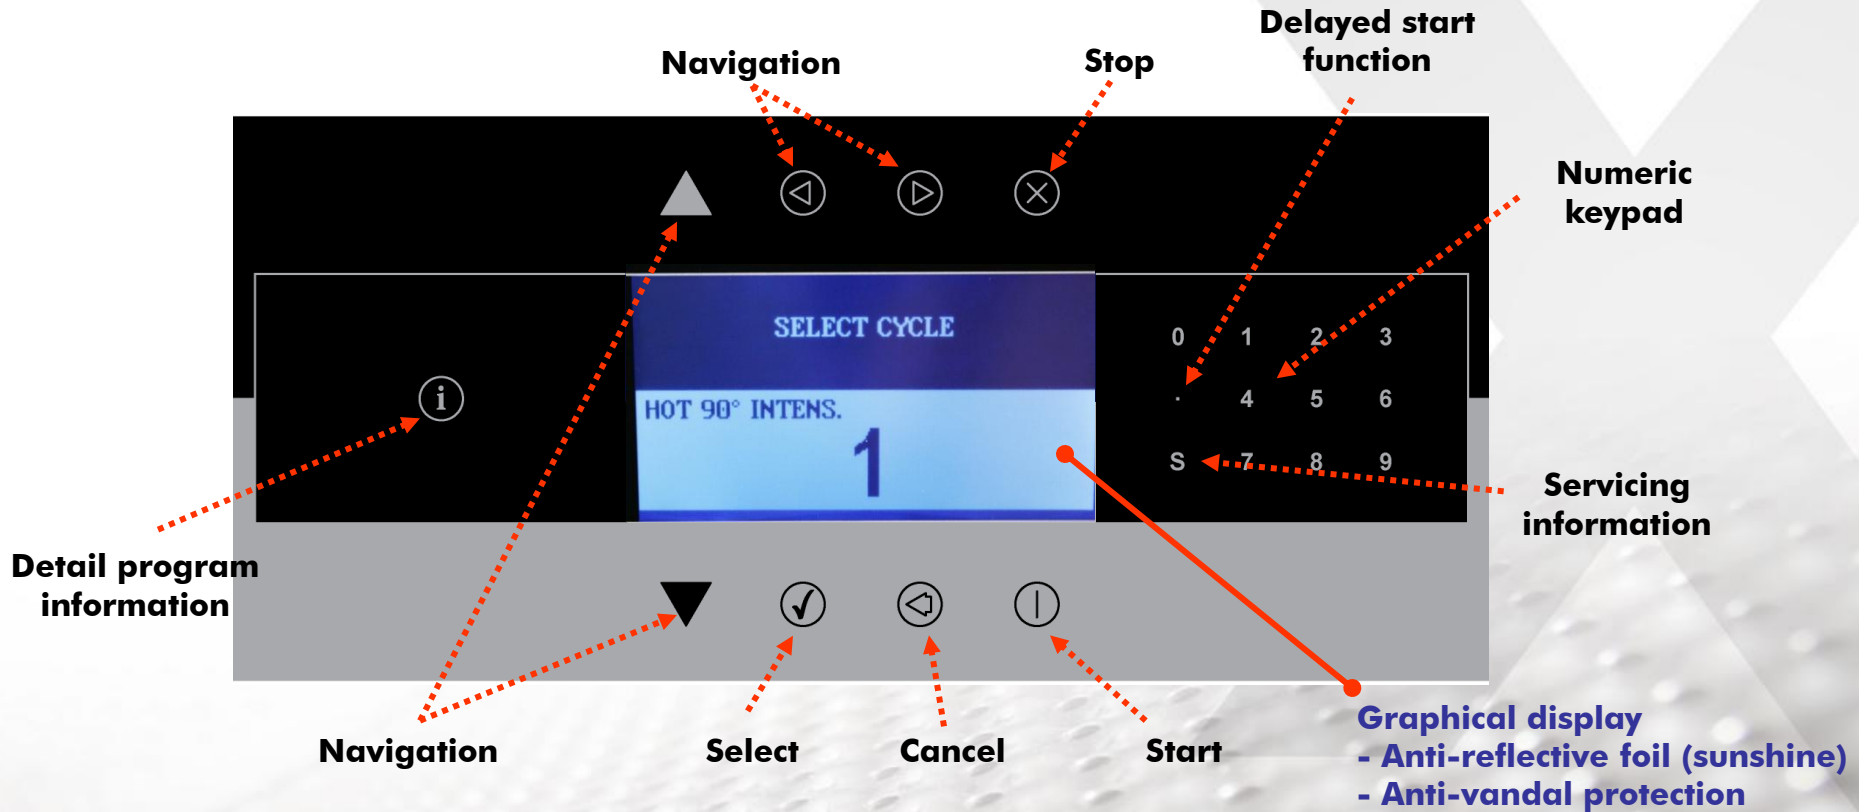 Delayed start
function
Navigation
Stop
Numeric
keypad
SELECT CYCLE
HOT 90° INTENS.
1
i
0 1 2 3
· 4 5 6
S 7 8 9
Servicing
information
Detail program
information
Navigation
Select
Cancel
Start
Graphical display
- Anti-reflective foil (sunshine)
- Anti-vandal protection